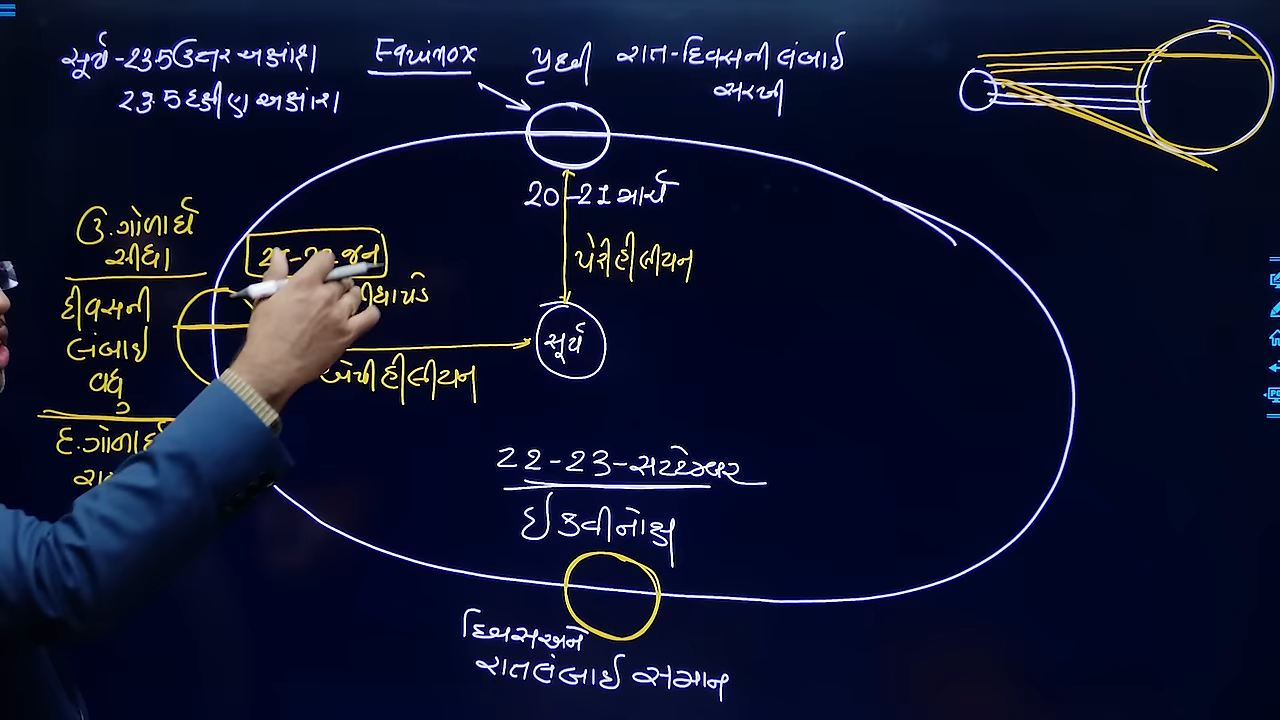 સૂર્ય - 23.5 ઉત્તર અક્ષાંશ
23.5 દક્ષીણ અક્ષાંશ
Equinox
પૃથ્વી
રાત-દિવસની લંબાઇ
સરખી
20-21 માર્ચ
પેરીહીલીયન
સૂર્ય
ઉ.ગોળાર્ધ
સીધા
દીવસની
લંબાઇ
વધુ
દ.ગોળાર્ધ
જૂન
એપીહીલીયન
22-23-સપ્ટેમ્બર
ઇકવીનોક્ષ
દિવસ અને
રાત લંબાઇ સમાન